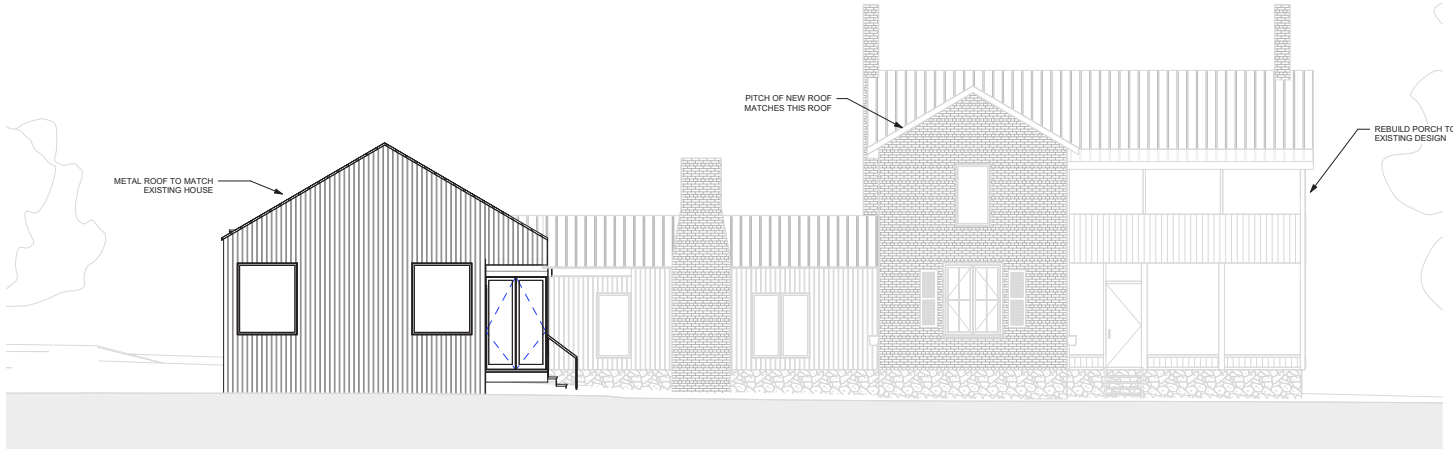 PITCH OF NEW ROOF
MATCHES THIS ROOF
REBUILD PORCH TO
EXISTING DESIGN
METAL ROOF TO MATCH
EXISTING HOUSE